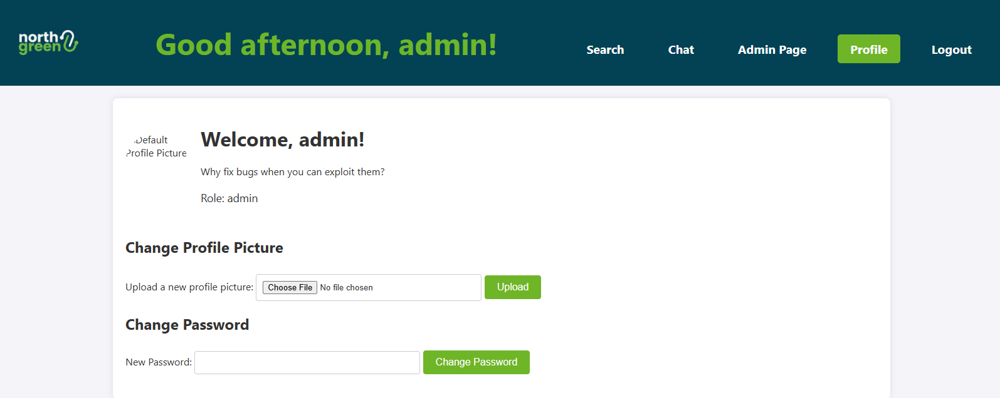 north
green
Good afternoon, admin!
Search
Chat
Admin Page
Profile
Logout
Default
Profile Picture
Welcome, admin!
Why fix bugs when you can exploit them?
Role: admin
Change Profile Picture
Upload a new profile picture: Choose File No file chosen Upload
Change Password
New Password: Change Password